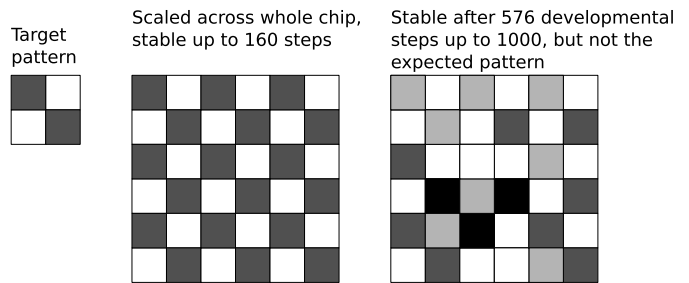 Target
pattern
Scaled across whole chip,
stable up to 160 steps
Stable after 576 developmental
steps up to 1000, but not the
expected pattern